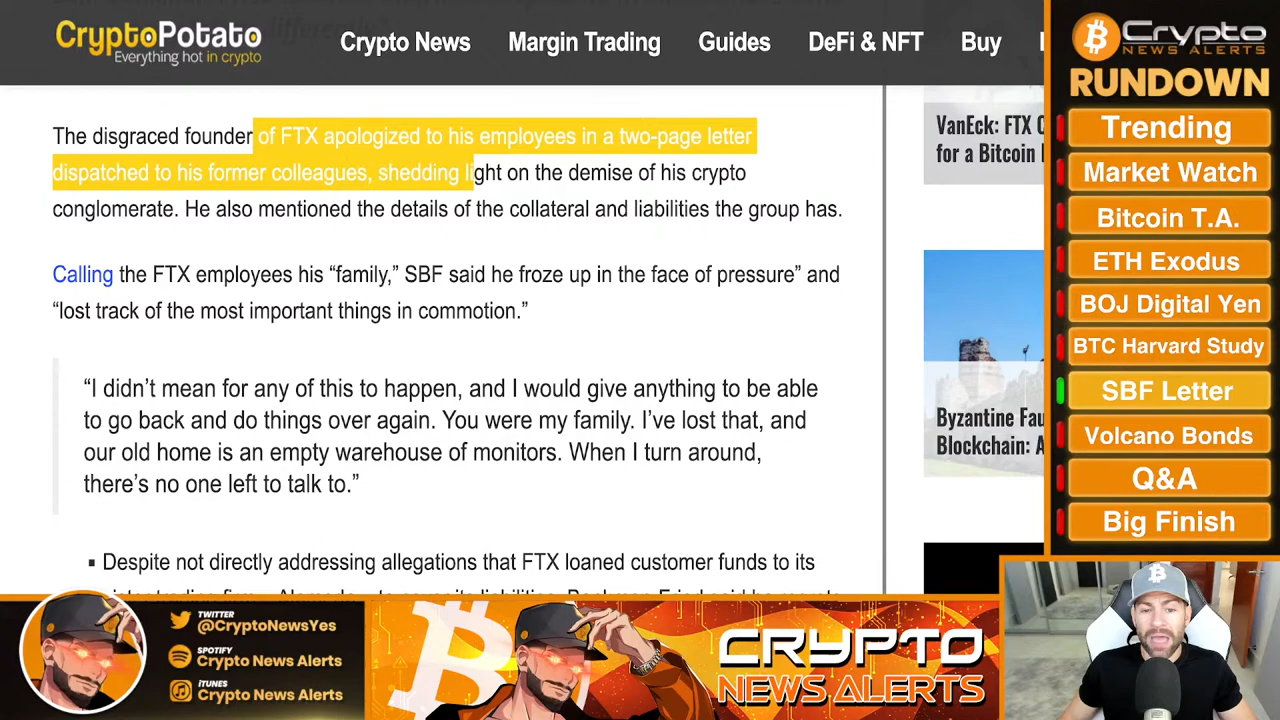 CryptoPotato
Everything hot in crypto
Crypto News
Margin Trading
Guides
DeFi & NFT
Buy
The disgraced founder of FTX apologized to his employees in a two-page letter
dispatched to his former colleagues, shedding light on the demise of his crypto
conglomerate. He also mentioned the details of the collateral and liabilities the group has.
Calling the FTX employees his “family,” SBF said he froze up in the face of pressure” and
“lost track of the most important things in commotion.”
“I didn’t mean for any of this to happen, and I would give anything to be able
to go back and do things over again. You were my family. I’ve lost that, and
our old home is an empty warehouse of monitors. When I turn around,
there’s no one left to talk to.”
▪ Despite not directly addressing allegations that FTX loaned customer funds to its
VanEck: FTX C
for a Bitcoin
Byzantine Fau
Blockchain: A
Crypto
NEWS ALERTS
RUNDOWN
Trending
Market Watch
Bitcoin T.A.
ETH Exodus
BOJ Digital Yen
BTC Harvard Study
SBF Letter
Volcano Bonds
Q&A
Big Finish
TWITTER
@CryptoNewsYes
SPOTIFY
Crypto News Alerts
iTUNES
Crypto News Alerts
CRYPTO
NEWS ALERTS